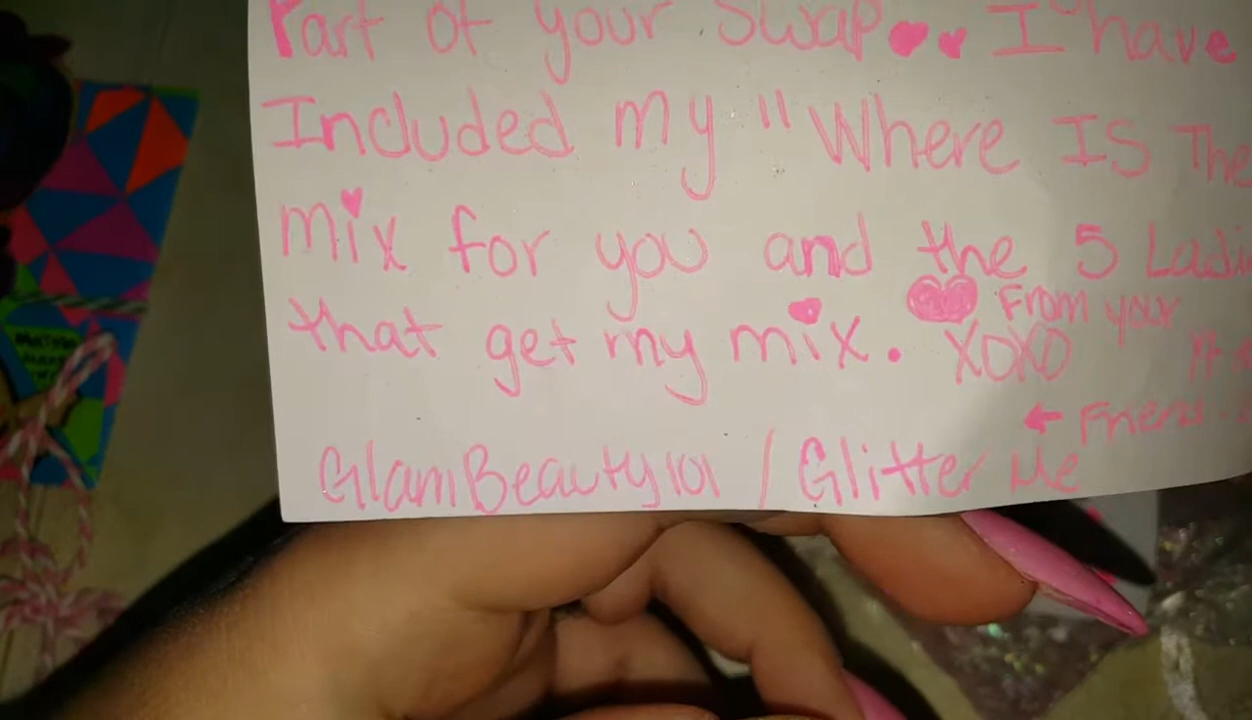 Part of your Swap I have
Included my "Where IS The
mix for you and the 5 Ladi
that get my mix. From your
XOXO
← Friend
GlamBeauty101 / Glitter Me